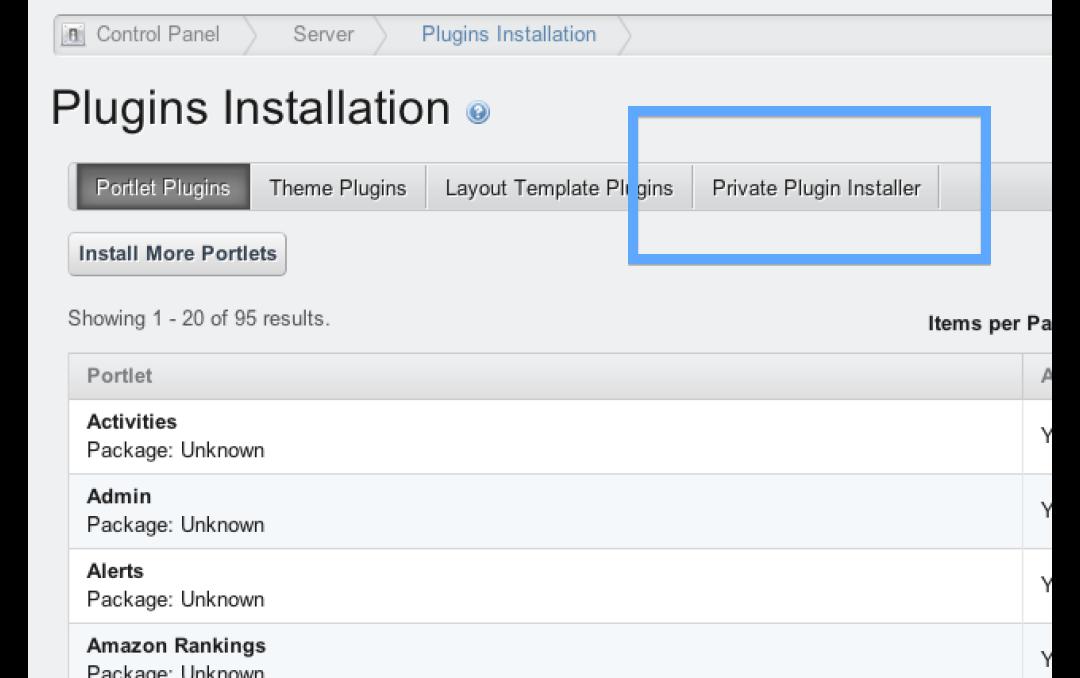 Control Panel Server Plugins Installation
Plugins Installation
Portlet Plugins Theme Plugins Layout Template Plugins Private Plugin Installer
Install More Portlets
Showing 1 - 20 of 95 results.
Items per Pa
Portlet A
Activities
Package: Unknown
Y
Admin
Package: Unknown
Y
Alerts
Package: Unknown
Y
Amazon Rankings
Package: Unknown
Y